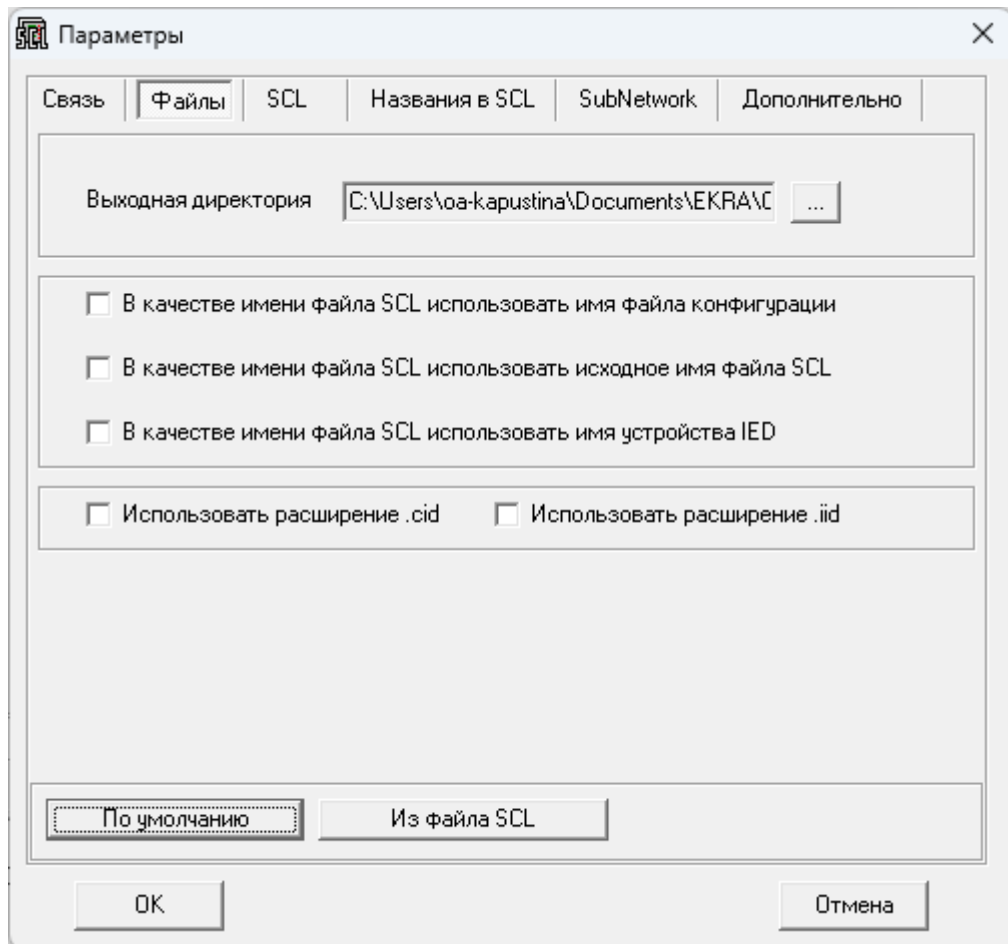 Параметры
Связь Файлы SCL Названия в SCL SubNetwork Дополнительно
Выходная директория C:\Users\oa-kapustina\Documents\EKRA\ ...
В качестве имени файла SCL использовать имя файла конфигурации
В качестве имени файла SCL использовать исходное имя файла SCL
В качестве имени файла SCL использовать имя устройства IED
Использовать расширение .cid Использовать расширение .iid
По умолчанию Из файла SCL
OK Отмена